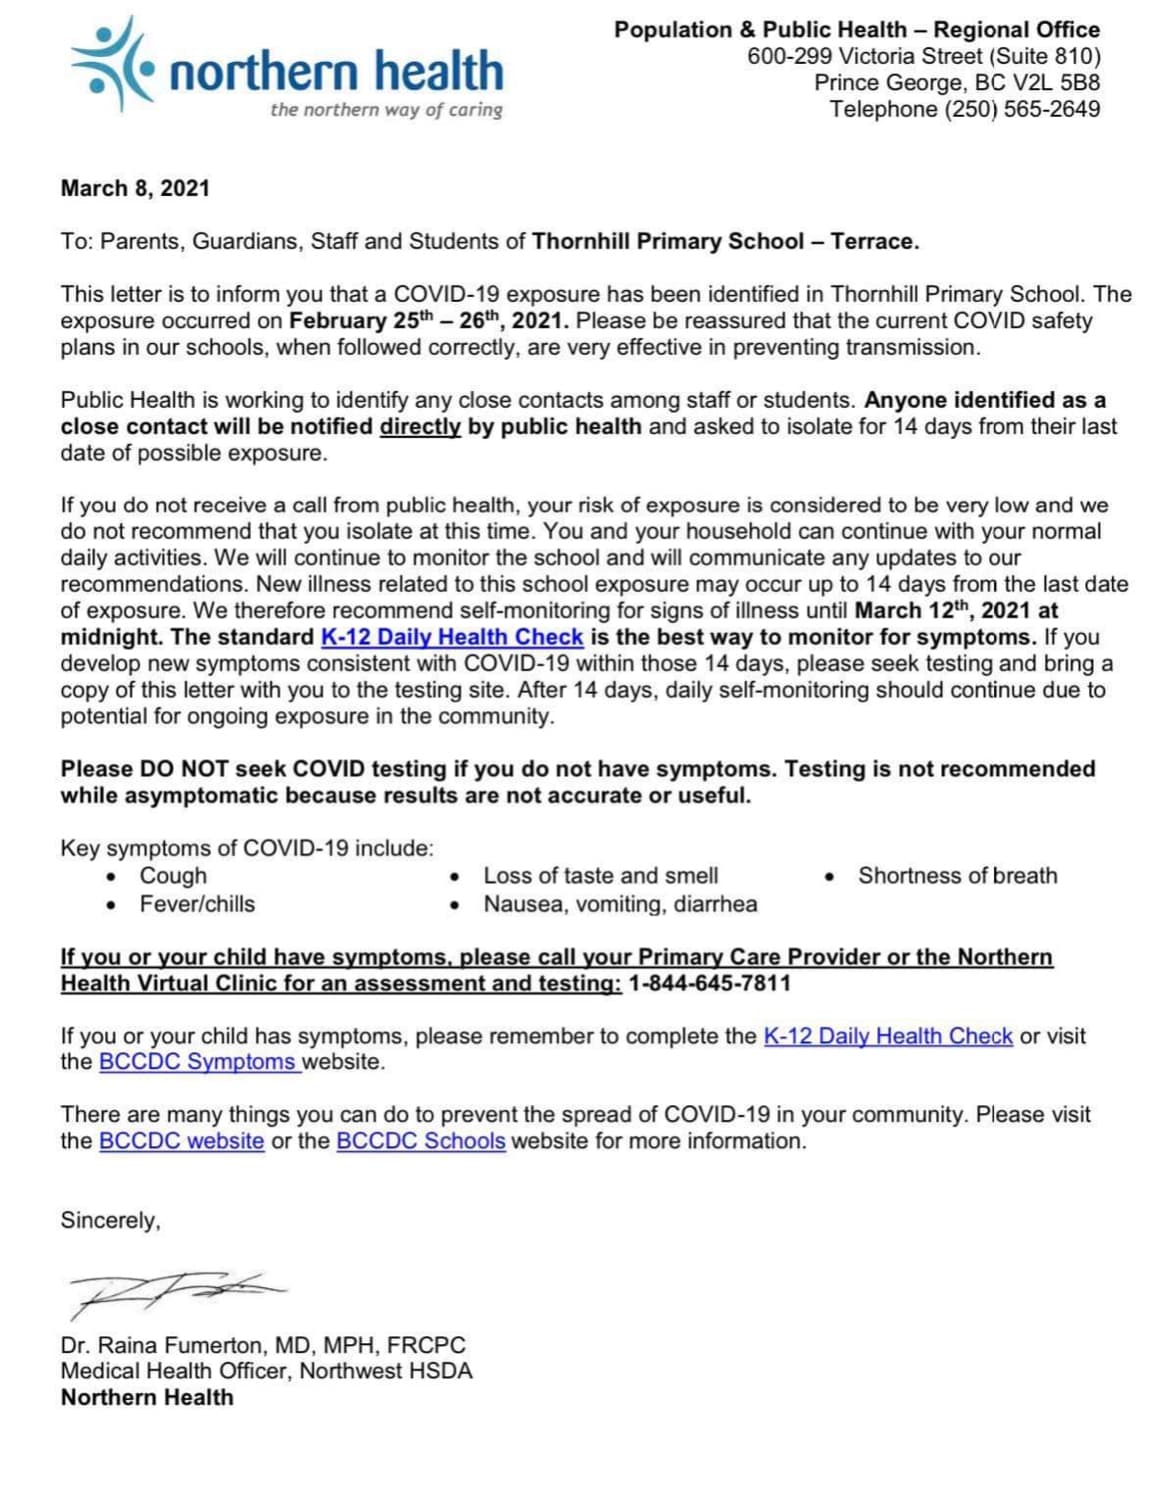 northern health
the northern way of caring
Population & Public Health – Regional Office
600-299 Victoria Street (Suite 810)
Prince George, BC V2L 5B8
Telephone (250) 565-2649
March 8, 2021
To: Parents, Guardians, Staff and Students of Thornhill Primary School – Terrace.
This letter is to inform you that a COVID-19 exposure has been identified in Thornhill Primary School. The
exposure occurred on February 25th – 26th, 2021. Please be reassured that the current COVID safety
plans in our schools, when followed correctly, are very effective in preventing transmission.
Public Health is working to identify any close contacts among staff or students. Anyone identified as a
close contact will be notified directly by public health and asked to isolate for 14 days from their last
date of possible exposure.
If you do not receive a call from public health, your risk of exposure is considered to be very low and we
do not recommend that you isolate at this time. You and your household can continue with your normal
daily activities. We will continue to monitor the school and will communicate any updates to our
recommendations. New illness related to this school exposure may occur up to 14 days from the last date
of exposure. We therefore recommend self-monitoring for signs of illness until March 12th, 2021 at
midnight. The standard K-12 Daily Health Check is the best way to monitor for symptoms. If you
develop new symptoms consistent with COVID-19 within those 14 days, please seek testing and bring a
copy of this letter with you to the testing site. After 14 days, daily self-monitoring should continue due to
potential for ongoing exposure in the community.
Please DO NOT seek COVID testing if you do not have symptoms. Testing is not recommended
while asymptomatic because results are not accurate or useful.
Key symptoms of COVID-19 include:
• Cough • Loss of taste and smell • Shortness of breath
• Fever/chills • Nausea, vomiting, diarrhea
If you or your child have symptoms, please call your Primary Care Provider or the Northern
Health Virtual Clinic for an assessment and testing: 1-844-645-7811
If you or your child has symptoms, please remember to complete the K-12 Daily Health Check or visit
the BCCDC Symptoms website.
There are many things you can do to prevent the spread of COVID-19 in your community. Please visit
the BCCDC website or the BCCDC Schools website for more information.
Sincerely,
Dr. Raina Fumerton, MD, MPH, FRCPC
Medical Health Officer, Northwest HSDA
Northern Health